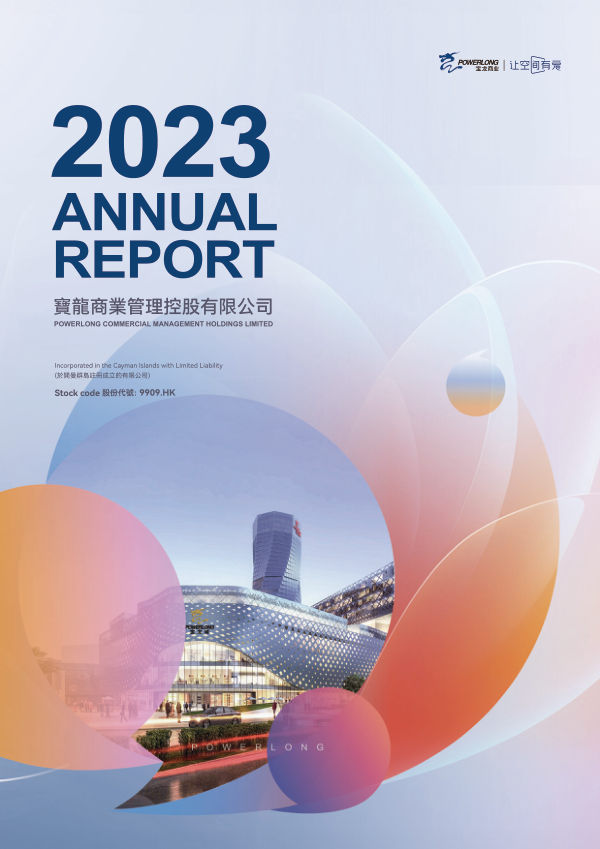 POWERLONG
宝龙商业
让空间有爱
2023
ANNUAL
REPORT
寶龍商業管理控股有限公司
POWERLONG COMMERCIAL MANAGEMENT HOLDINGS LIMITED
Incorporated in the Cayman Islands with Limited Liability
(於開曼群島註冊成立的有限公司)
Stock code 股份代號: 9909.HK
POWERLONG
宝龙城
POWERLONG